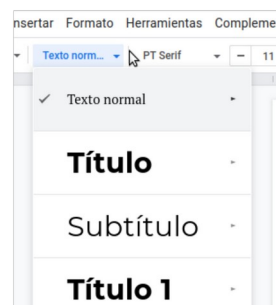 nsertar Formato Herramientas Compleme
Texto norm... PT Serif − 11
Texto normal
Título
Subtítulo
Título 1